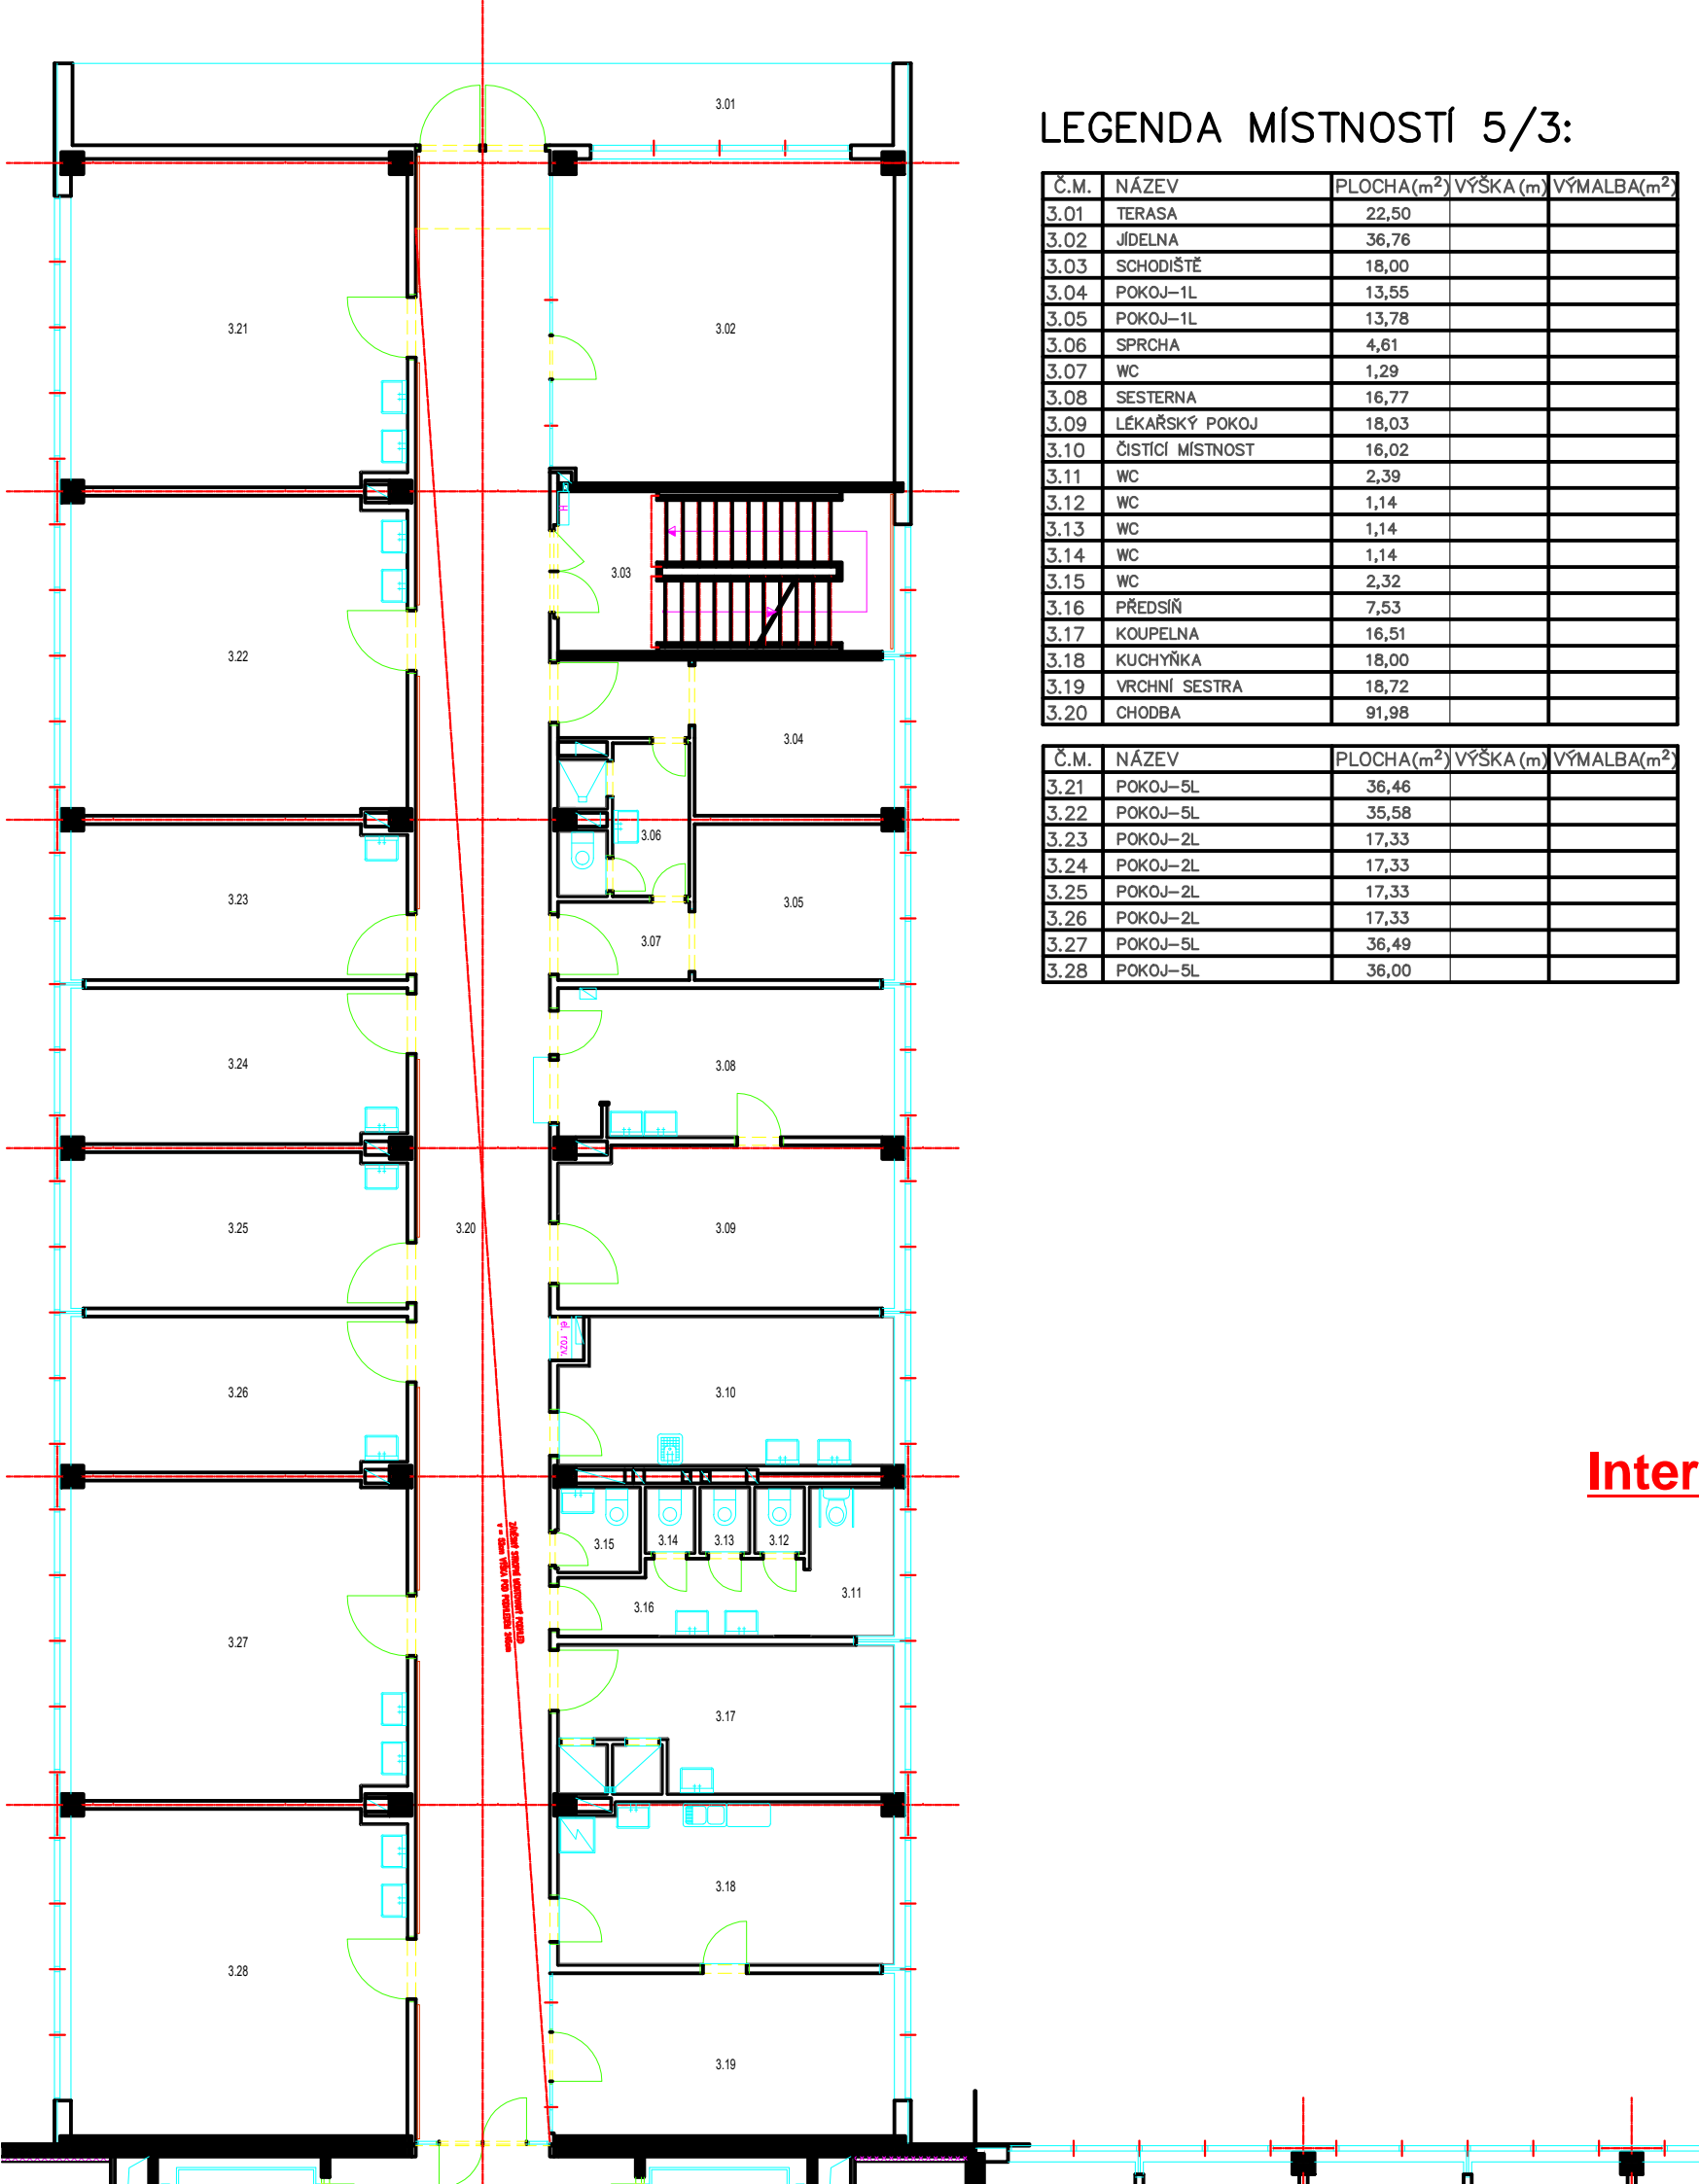 LEGENDA MÍSTNOSTÍ 5/3:
Č.M. NÁZEV PLOCHA(m²) VÝŠKA (m) VÝMALBA(m²)
3.01 TERASA 22,50
3.02 JÍDELNA 36,76
3.03 SCHODIŠTĚ 18,00
3.04 POKOJ-1L 13,55
3.05 POKOJ-1L 13,78
3.06 SPRCHA 4,61
3.07 WC 1,29
3.08 SESTERNA 16,77
3.09 LÉKAŘSKÝ POKOJ 18,03
3.10 ČISTÍCÍ MÍSTNOST 16,02
3.11 WC 2,39
3.12 WC 1,14
3.13 WC 1,14
3.14 WC 1,14
3.15 WC 2,32
3.16 PŘEDSÍŇ 7,53
3.17 KOUPELNA 16,51
3.18 KUCHYŇKA 18,00
3.19 VRCHNÍ SESTRA 18,72
3.20 CHODBA 91,98
Č.M. NÁZEV PLOCHA(m²) VÝŠKA (m) VÝMALBA(m²)
3.21 POKOJ-5L 36,46
3.22 POKOJ-5L 35,58
3.23 POKOJ-2L 17,33
3.24 POKOJ-2L 17,33
3.25 POKOJ-2L 17,33
3.26 POKOJ-2L 17,33
3.27 POKOJ-5L 36,49
3.28 POKOJ-5L 36,00
3.01
3.21
3.02
H
3.03
3.22
3.04
3.06
3.23
3.05
3.07
3.24
3.08
3.25
3.20
3.09
el. rozv.
3.26
3.10
Inter
3.15
3.14
3.13
3.12
3.11
3.16
3.27
3.17
3.18
3.28
3.19